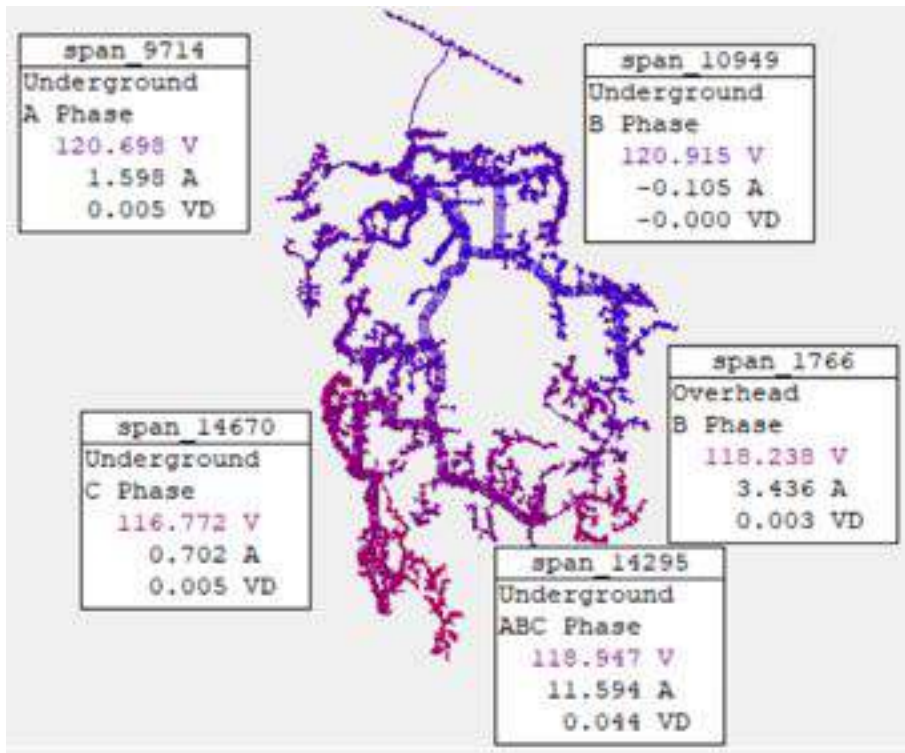 span_9714
Underground
A Phase
120.698 V
1.598 A
0.005 VD
span_10949
Underground
B Phase
120.915 V
-0.105 A
-0.000 VD
span_1766
Overhead
B Phase
118.238 V
3.436 A
0.003 VD
span_14670
Underground
C Phase
116.772 V
0.702 A
0.005 VD
span_14295
Underground
ABC Phase
118.947 V
11.594 A
0.044 VD